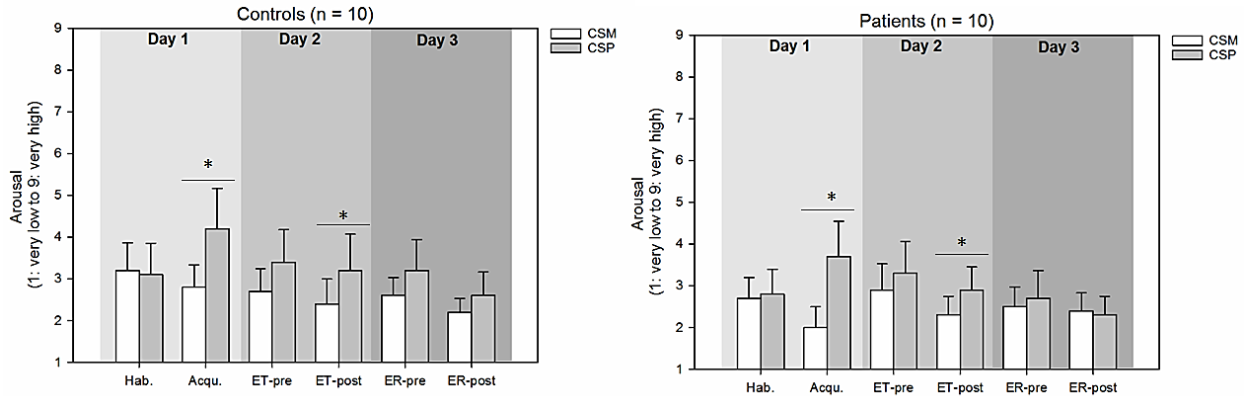 Controls (n = 10)
Day 1 Day 2 Day 3
CSM
CSP
Arousal
(1: very low to 9: very high)
9
8
7
6
5
4
3
2
1
* *
Hab. Acqu. ET-pre ET-post ER-pre ER-post
Patients (n = 10)
Day 1 Day 2 Day 3
CSM
CSP
Arousal
(1: very low to 9: very high)
9
8
7
6
5
4
3
2
1
* *
Hab. Acqu. ET-pre ET-post ER-pre ER-post